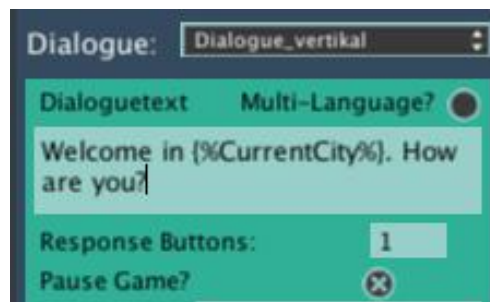 Dialogue: Dialogue_vertikal
Dialoguetext Multi-Language?
Welcome in {%CurrentCity%}. How
are you?
Response Buttons: 1
Pause Game?